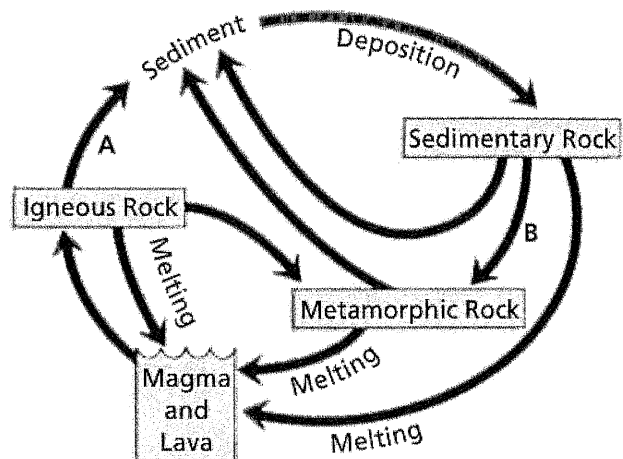 Sediment
Deposition
Sedimentary Rock
A
Igneous Rock
B
Melting
Metamorphic Rock
Melting
Magma
and
Lava
Melting